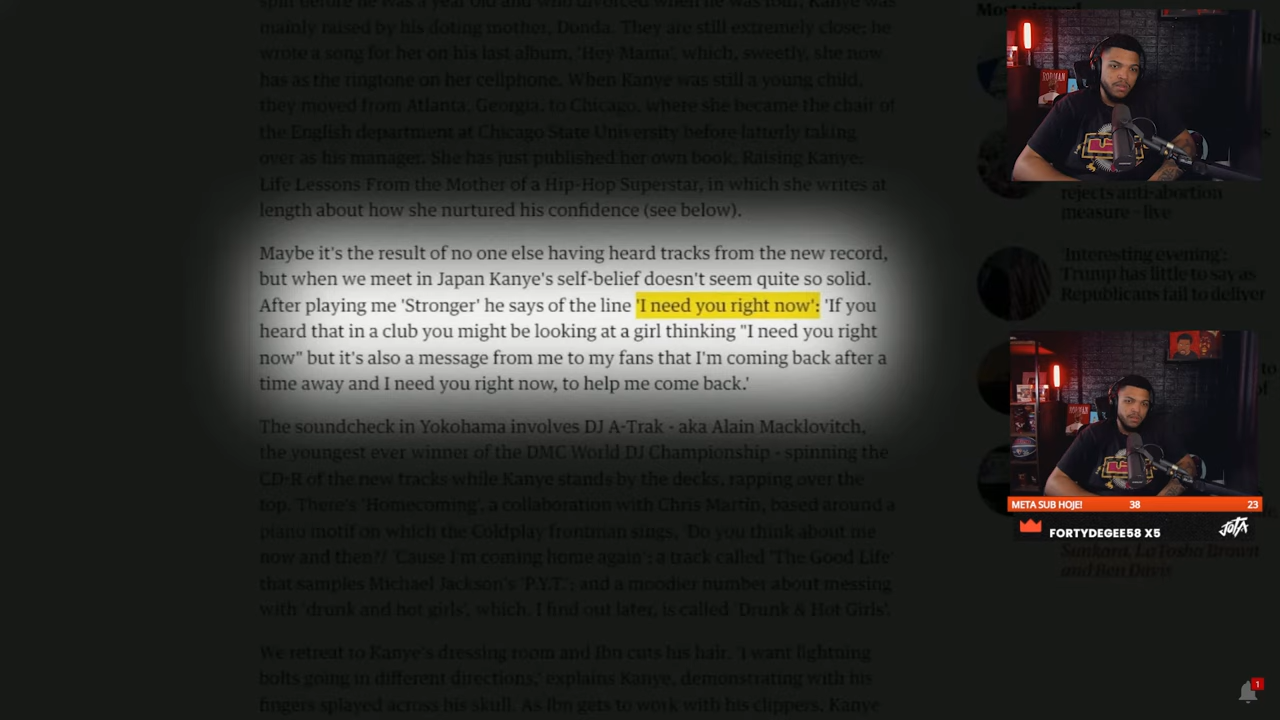 spin before he was a year old and who divorced when he was four, Kanye was
mainly raised by his doting mother, Donda. They are still extremely close; he
wrote a song for her on his last album, 'Hey Mama', which, sweetly, she now
has as the ringtone on her cellphone. When Kanye was still a young child,
they moved from Atlanta, Georgia, to Chicago, where she became the chair of
the English department at Chicago State University before latterly taking
over as his manager. She has just published her own book, Raising Kanye:
Life Lessons From the Mother of a Hip-Hop Superstar, in which she writes at
length about how she nurtured his confidence (see below).
Maybe it's the result of no one else having heard tracks from the new record,
but when we meet in Japan Kanye's self-belief doesn't seem quite so solid.
After playing me 'Stronger' he says of the line 'I need you right now': 'If you
heard that in a club you might be looking at a girl thinking "I need you right
now" but it's also a message from me to my fans that I'm coming back after a
time away and I need you right now, to help me come back.'
The soundcheck in Yokohama involves DJ A-Trak - aka Alain Macklovitch,
the youngest ever winner of the DMC World DJ Championship - spinning the
CD-R of the new tracks while Kanye stands by the decks, rapping over the
top. There's 'Homecoming', a collaboration with Chris Martin, based around a
piano motif on which the Coldplay frontman sings, 'Do you think about me
now and then?/ 'Cause I'm coming home again'; a track called 'The Good Life'
that samples Michael Jackson's 'P.Y.T.'; and a moodier number about messing
with 'drunk and hot girls', which, I find out later, is called 'Drunk & Hot Girls'.
We retreat to Kanye's dressing room and Ibn cuts his hair. 'I want lightning
bolts going in different directions,' explains Kanye, demonstrating with his
fingers splayed across his skull. As Ibn gets to work with his clippers, Kanye
Most viewed
rejects anti-abortion
measure – live
'Interesting evening':
Trump has little to say as
Republicans fail to deliver
RODMAN
META SUB HOJE! 38 23
FORTYDEGEE58 X5
JOTA
and Ben Davis
1